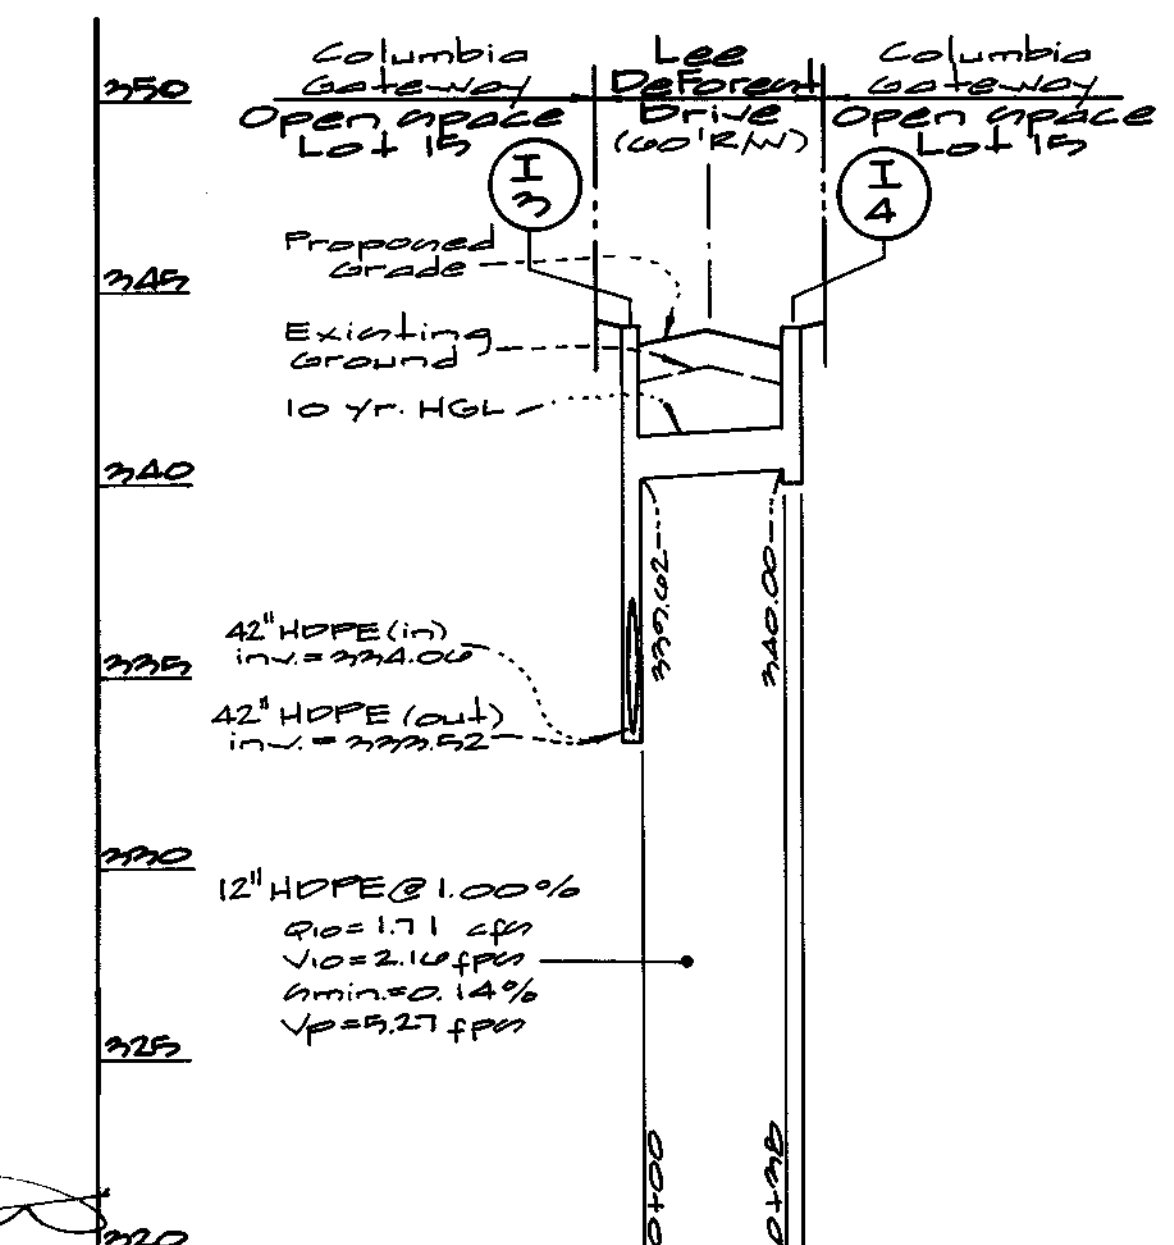 Columbia
Gateway
Open Space
Lot 15
Lee
DeForest
Drive
(60' R/W)
Columbia
Gateway
Open Space
Lot 15
I
3
I
4
350
345
340
335
330
325
320
Proposed
Grade
Existing
Ground
10 yr. HGL
339.62
340.00
42" HDPE (in)
inv. = 334.06
42" HDPE (out)
inv. = 333.52
12" HDPE @ 1.00%
Q10 = 1.71 cfs
V10 = 2.16 fps
Smin. = 0.14%
Vp = 5.27 fps
0+00
0+38